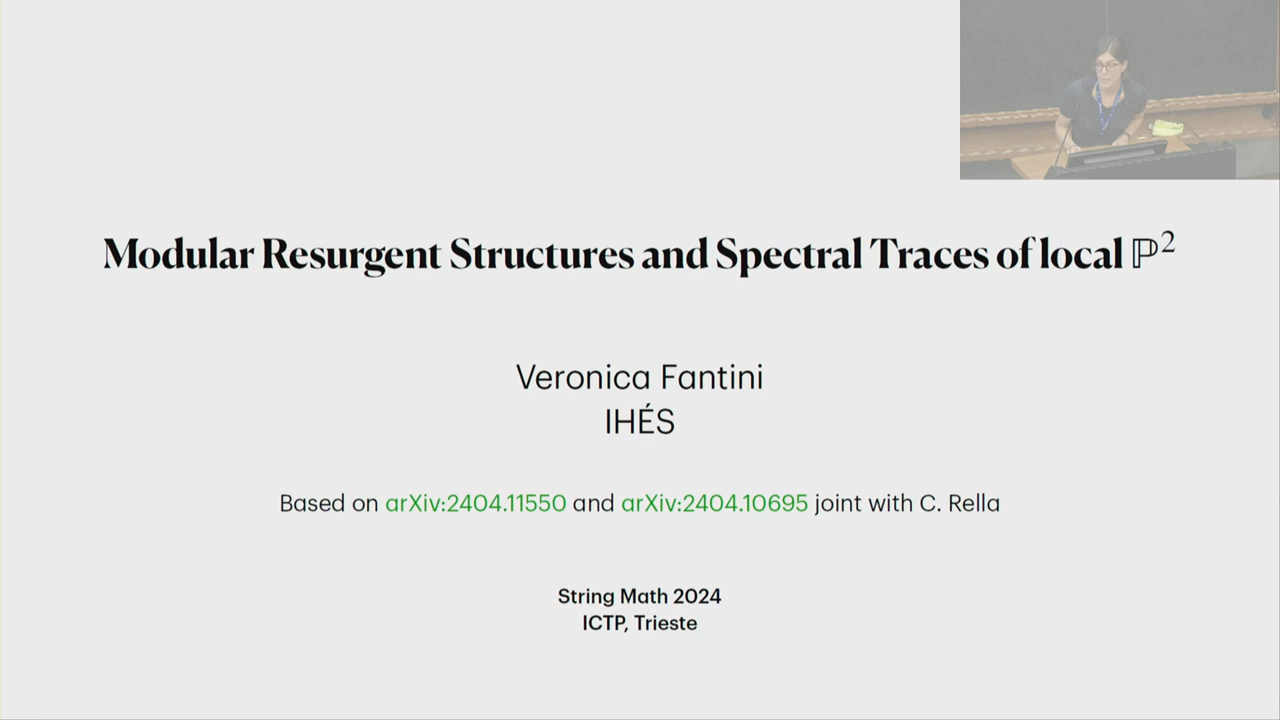 Modular Resurgent Structures and Spectral Traces of local ℙ²
Veronica Fantini
IHÉS
Based on arXiv:2404.11550 and arXiv:2404.10695 joint with C. Rella
String Math 2024
ICTP, Trieste